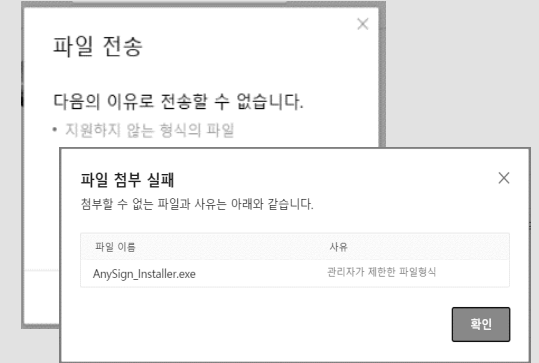 파일 전송
다음의 이유로 전송할 수 없습니다.
• 지원하지 않는 형식의 파일
파일 첨부 실패
첨부할 수 없는 파일과 사유는 아래와 같습니다.
파일 이름 사유
AnySign_Installer.exe 관리자가 제한한 파일형식
확인